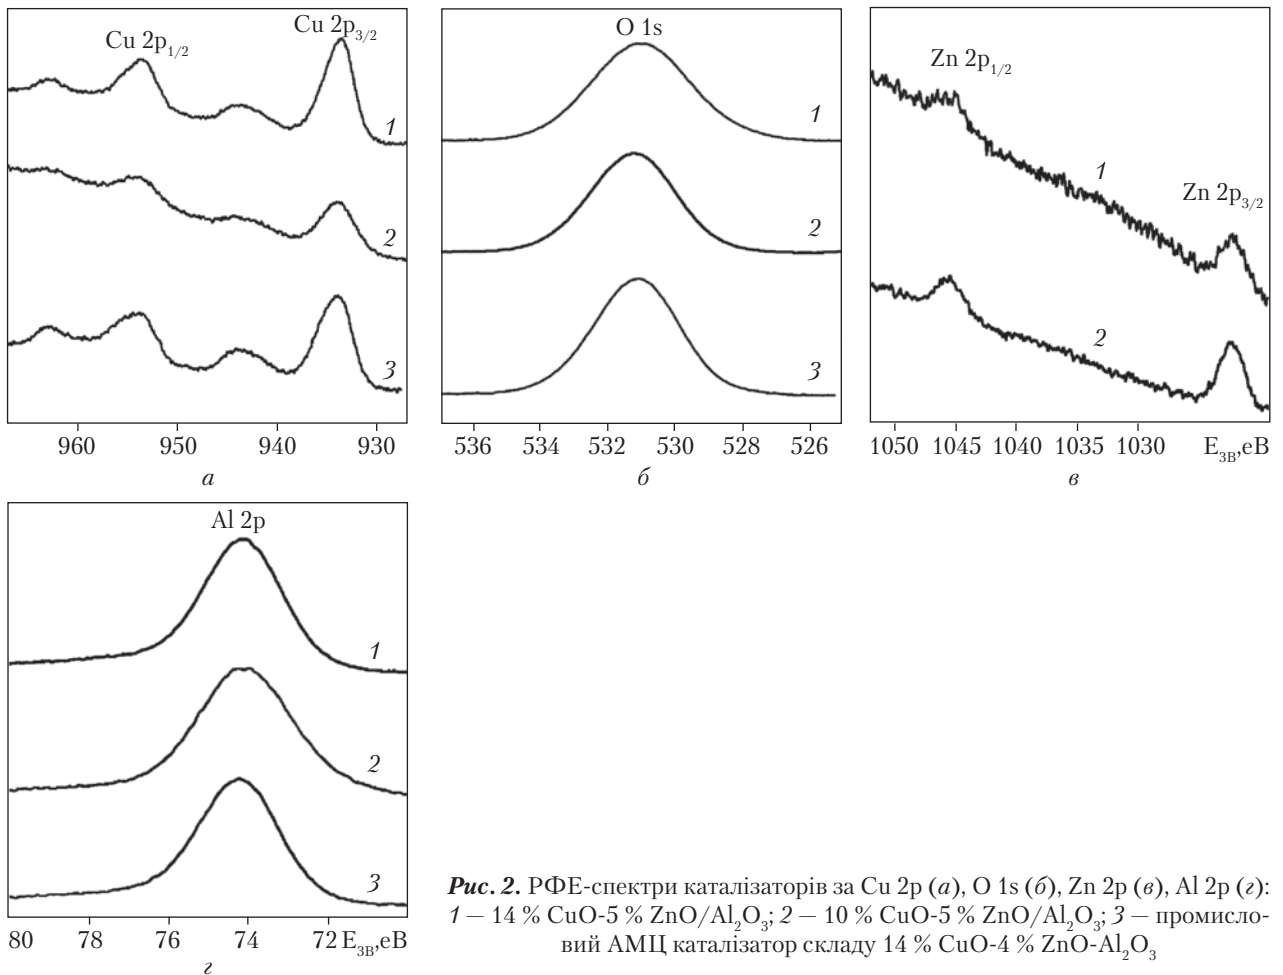 Cu 2p1/2
Cu 2p3/2
1
2
3
960 950 940 930
а
O 1s
1
2
3
536 534 532 530 528 526
б
Zn 2p1/2
Zn 2p3/2
1
2
1050 1045 1040 1035 1030 EЗВ,eB
в
Al 2p
1
2
3
80 78 76 74 72 EЗВ,eB
г
Рис. 2. РФЕ-спектри каталізаторів за Cu 2p (а), O 1s (б), Zn 2p (в), Al 2p (г):
1 — 14 % CuO-5 % ZnO/Al2O3; 2 — 10 % CuO-5 % ZnO/Al2O3; 3 — промисло-
вий АМЦ каталізатор складу 14 % CuO-4 % ZnO-Al2O3